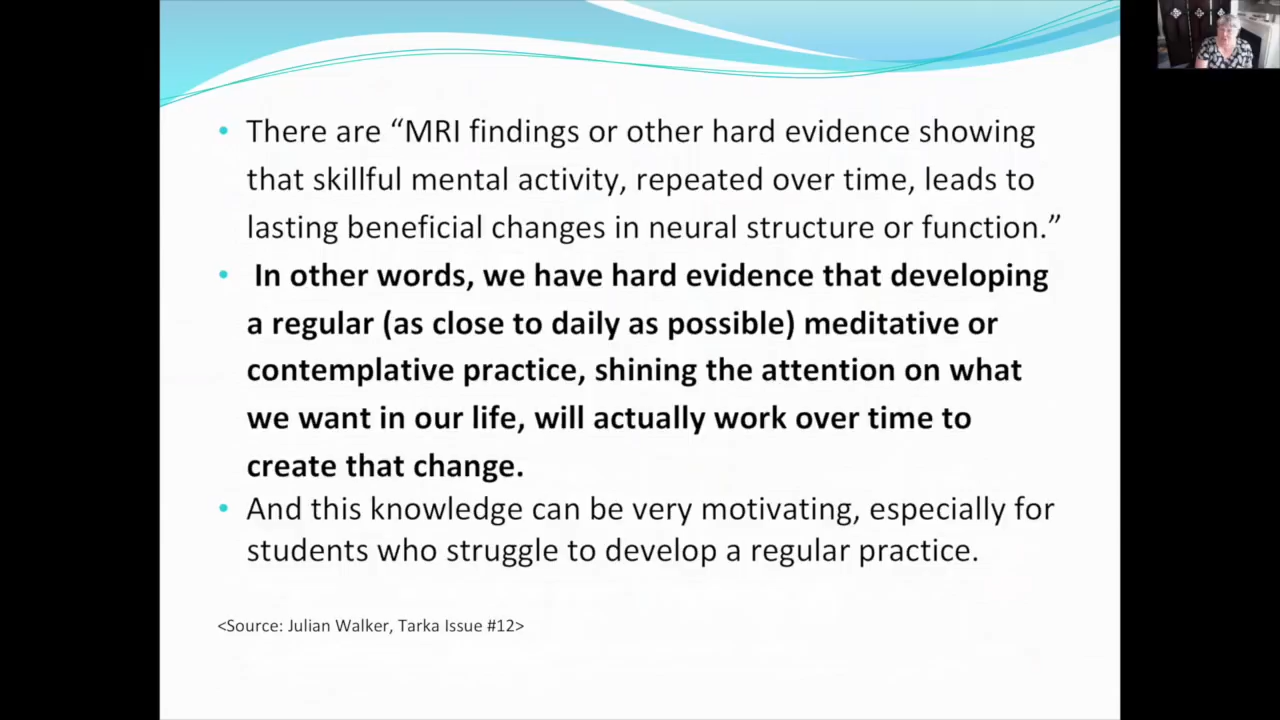 • There are “MRI findings or other hard evidence showing
that skillful mental activity, repeated over time, leads to
lasting beneficial changes in neural structure or function.”
• In other words, we have hard evidence that developing
a regular (as close to daily as possible) meditative or
contemplative practice, shining the attention on what
we want in our life, will actually work over time to
create that change.
• And this knowledge can be very motivating, especially for
students who struggle to develop a regular practice.
<Source: Julian Walker, Tarka Issue #12>